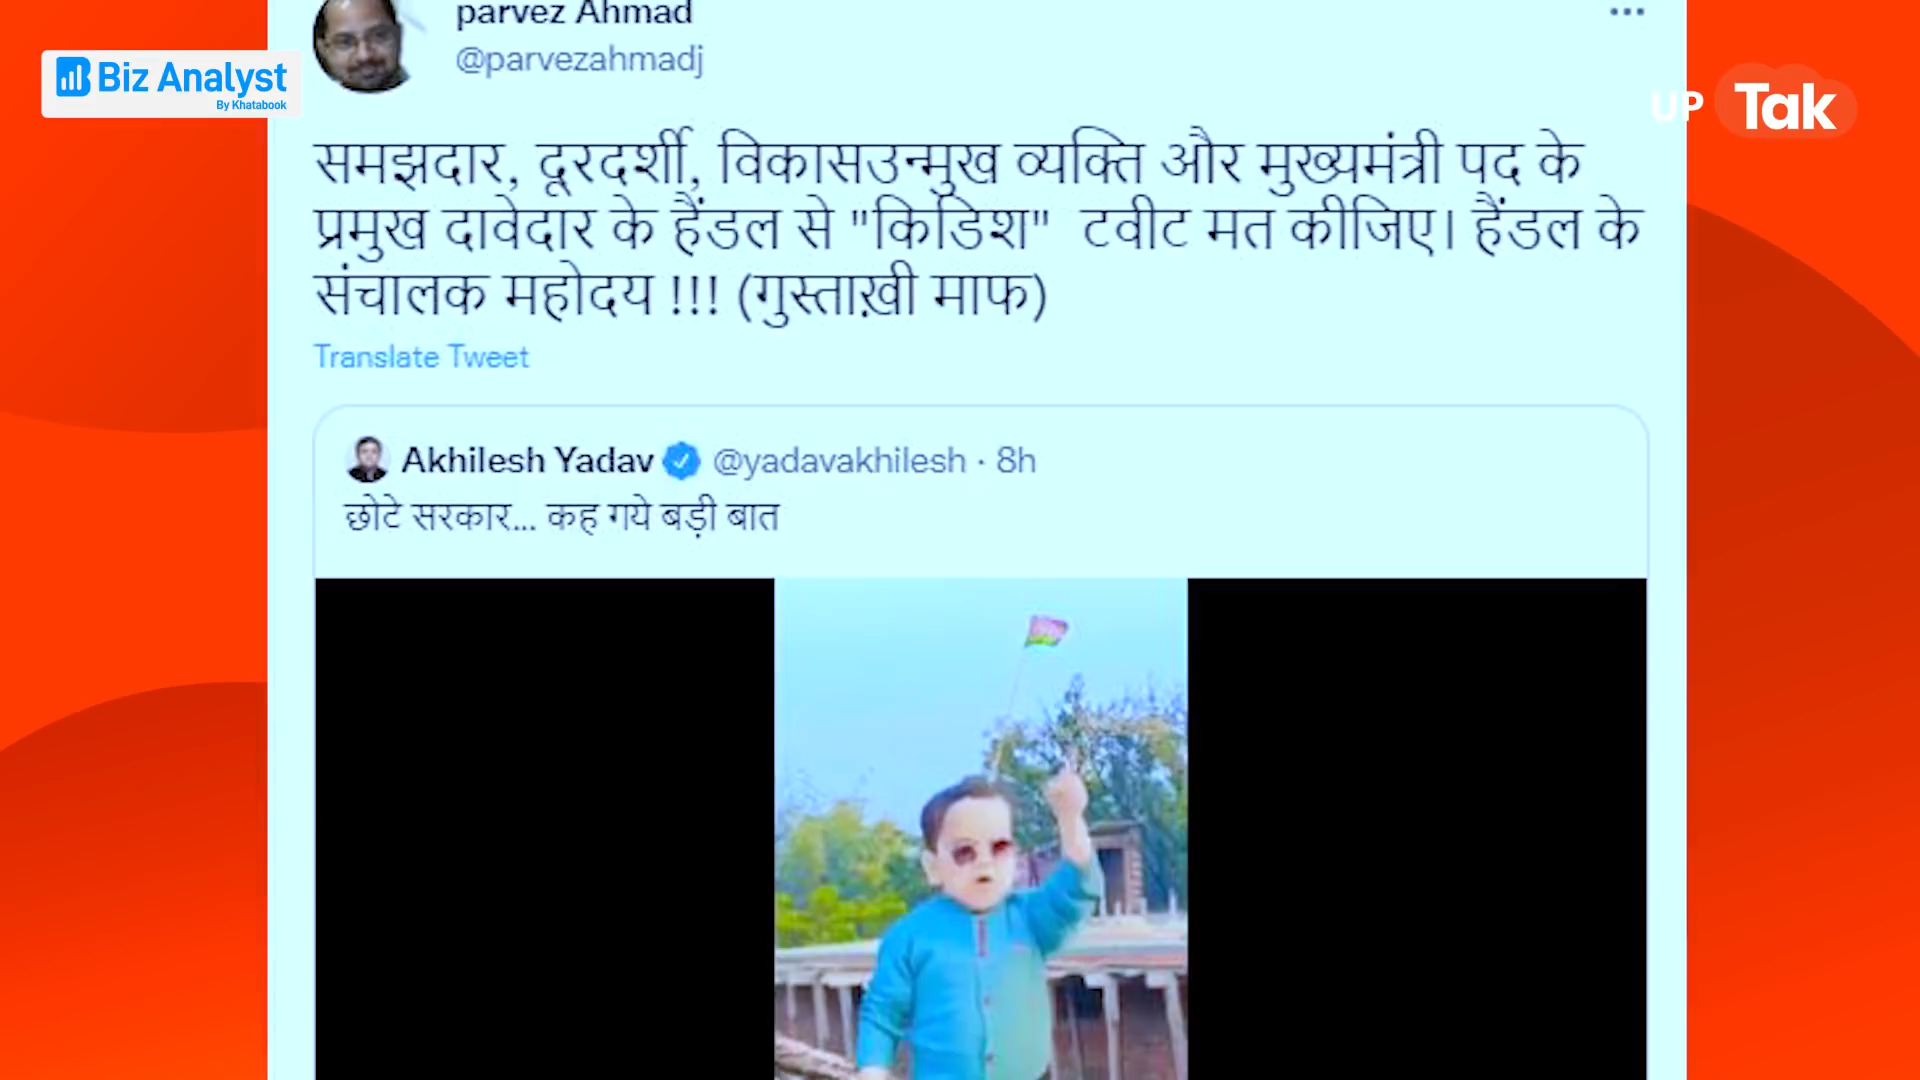 parvez Ahmad
@parvezahmadj
Biz Analyst
By Khatabook
UP Tak
समझदार, दूरदर्शी, विकासउन्मुख व्यक्ति और मुख्यमंत्री पद के
प्रमुख दावेदार के हैंडल से "किडिश" टवीट मत कीजिए। हैंडल के
संचालक महोदय !!! (गुस्ताख़ी माफ)
Translate Tweet
Akhilesh Yadav @yadavakhilesh · 8h
छोटे सरकार... कह गये बड़ी बात